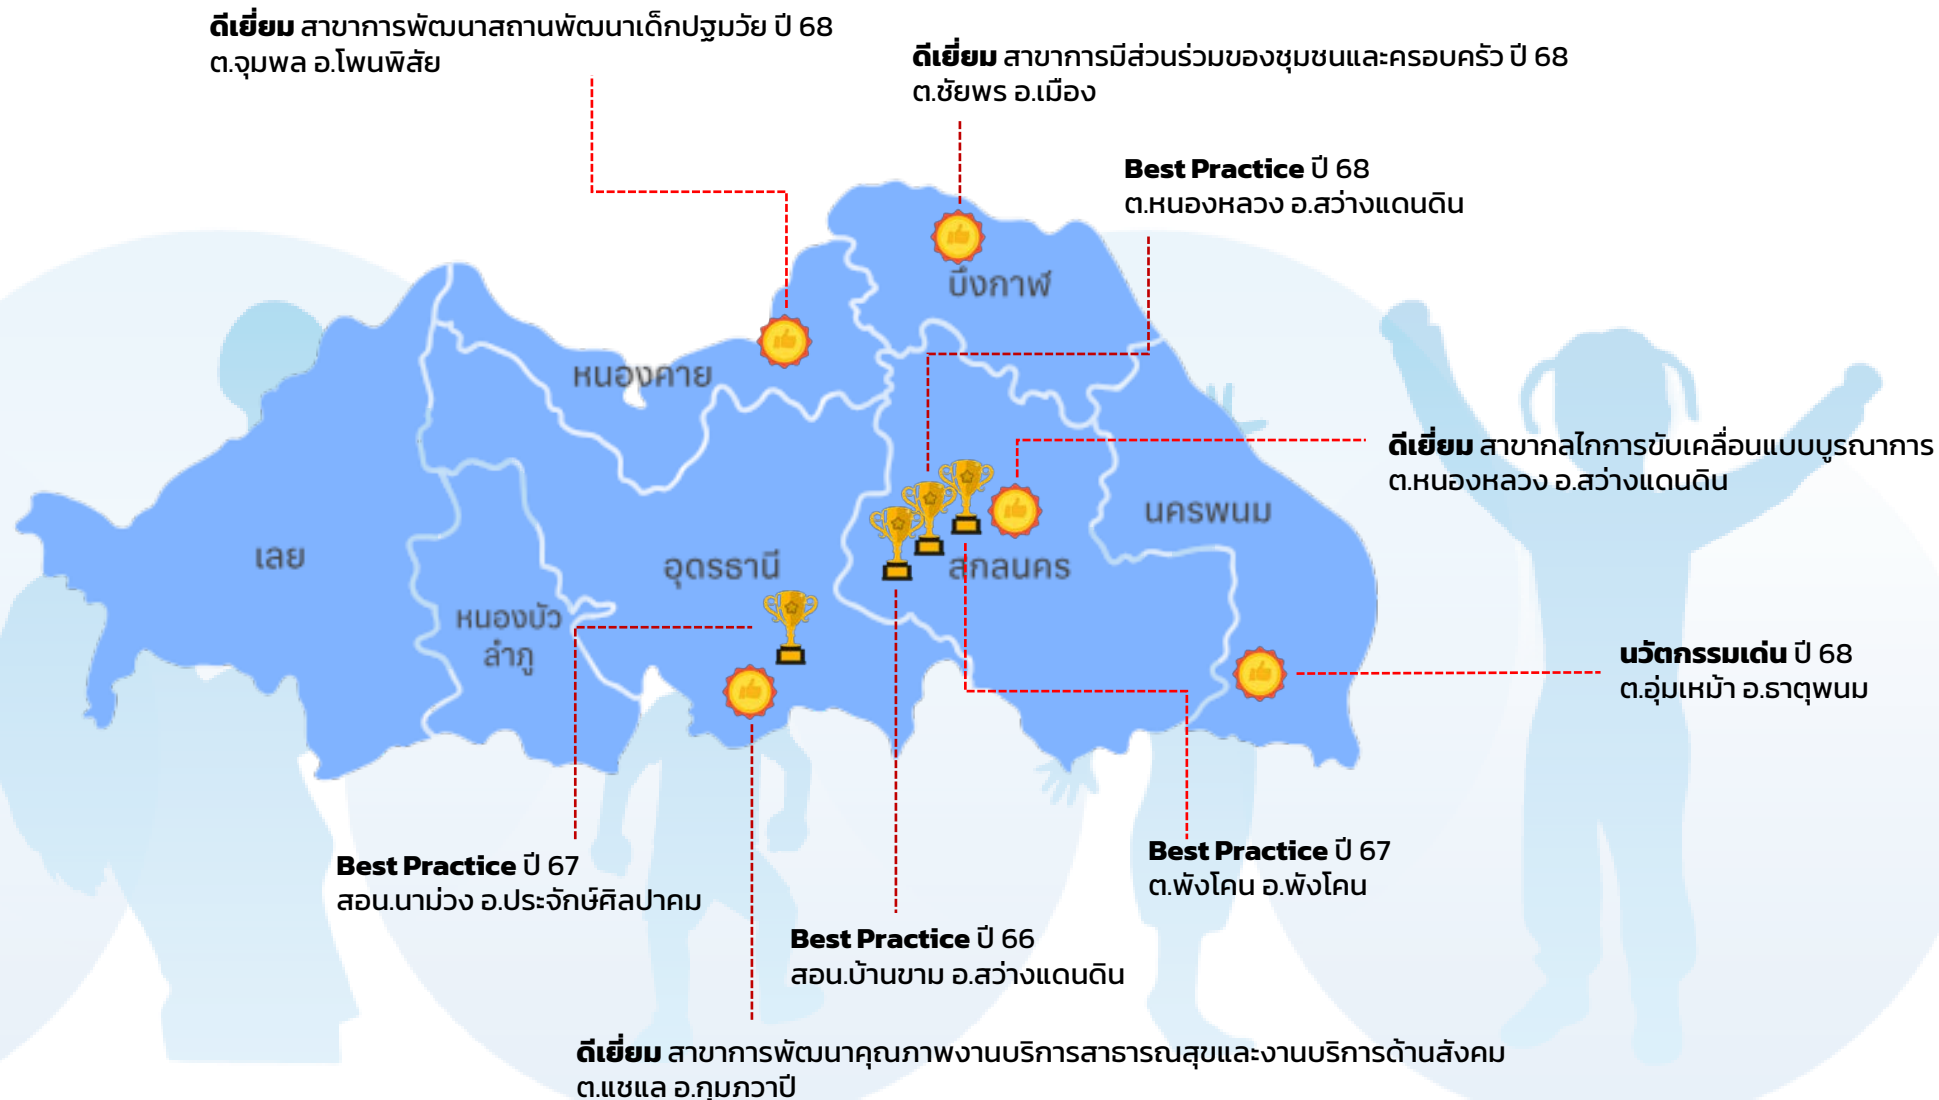 ดีเยี่ยม สาขาการพัฒนาสถานพัฒนาเด็กปฐมวัย ปี 68
ต.จุมพล อ.โพนพิสัย
ดีเยี่ยม สาขาการมีส่วนร่วมของชุมชนและครอบครัว ปี 68
ต.ชัยพร อ.เมือง
Best Practice ปี 68
ต.หนองหลวง อ.สว่างแดนดิน
บึงกาฬ
หนองคาย
ดีเยี่ยม สาขากลไกการขับเคลื่อนแบบบูรณาการ
ต.หนองหลวง อ.สว่างแดนดิน
นครพนม
เลย
อุดรธานี
สกลนคร
หนองบัว
ลำภู
นวัตกรรมเด่น ปี 68
ต.อุ่มเหม้า อ.ธาตุพนม
Best Practice ปี 67
สอน.นาม่วง อ.ประจักษ์ศิลปาคม
Best Practice ปี 67
ต.พังโคน อ.พังโคน
Best Practice ปี 66
สอน.บ้านขาม อ.สว่างแดนดิน
ดีเยี่ยม สาขาการพัฒนาคุณภาพงานบริการสาธารณสุขและงานบริการด้านสังคม
ต.แชแล อ.กุมภวาปี